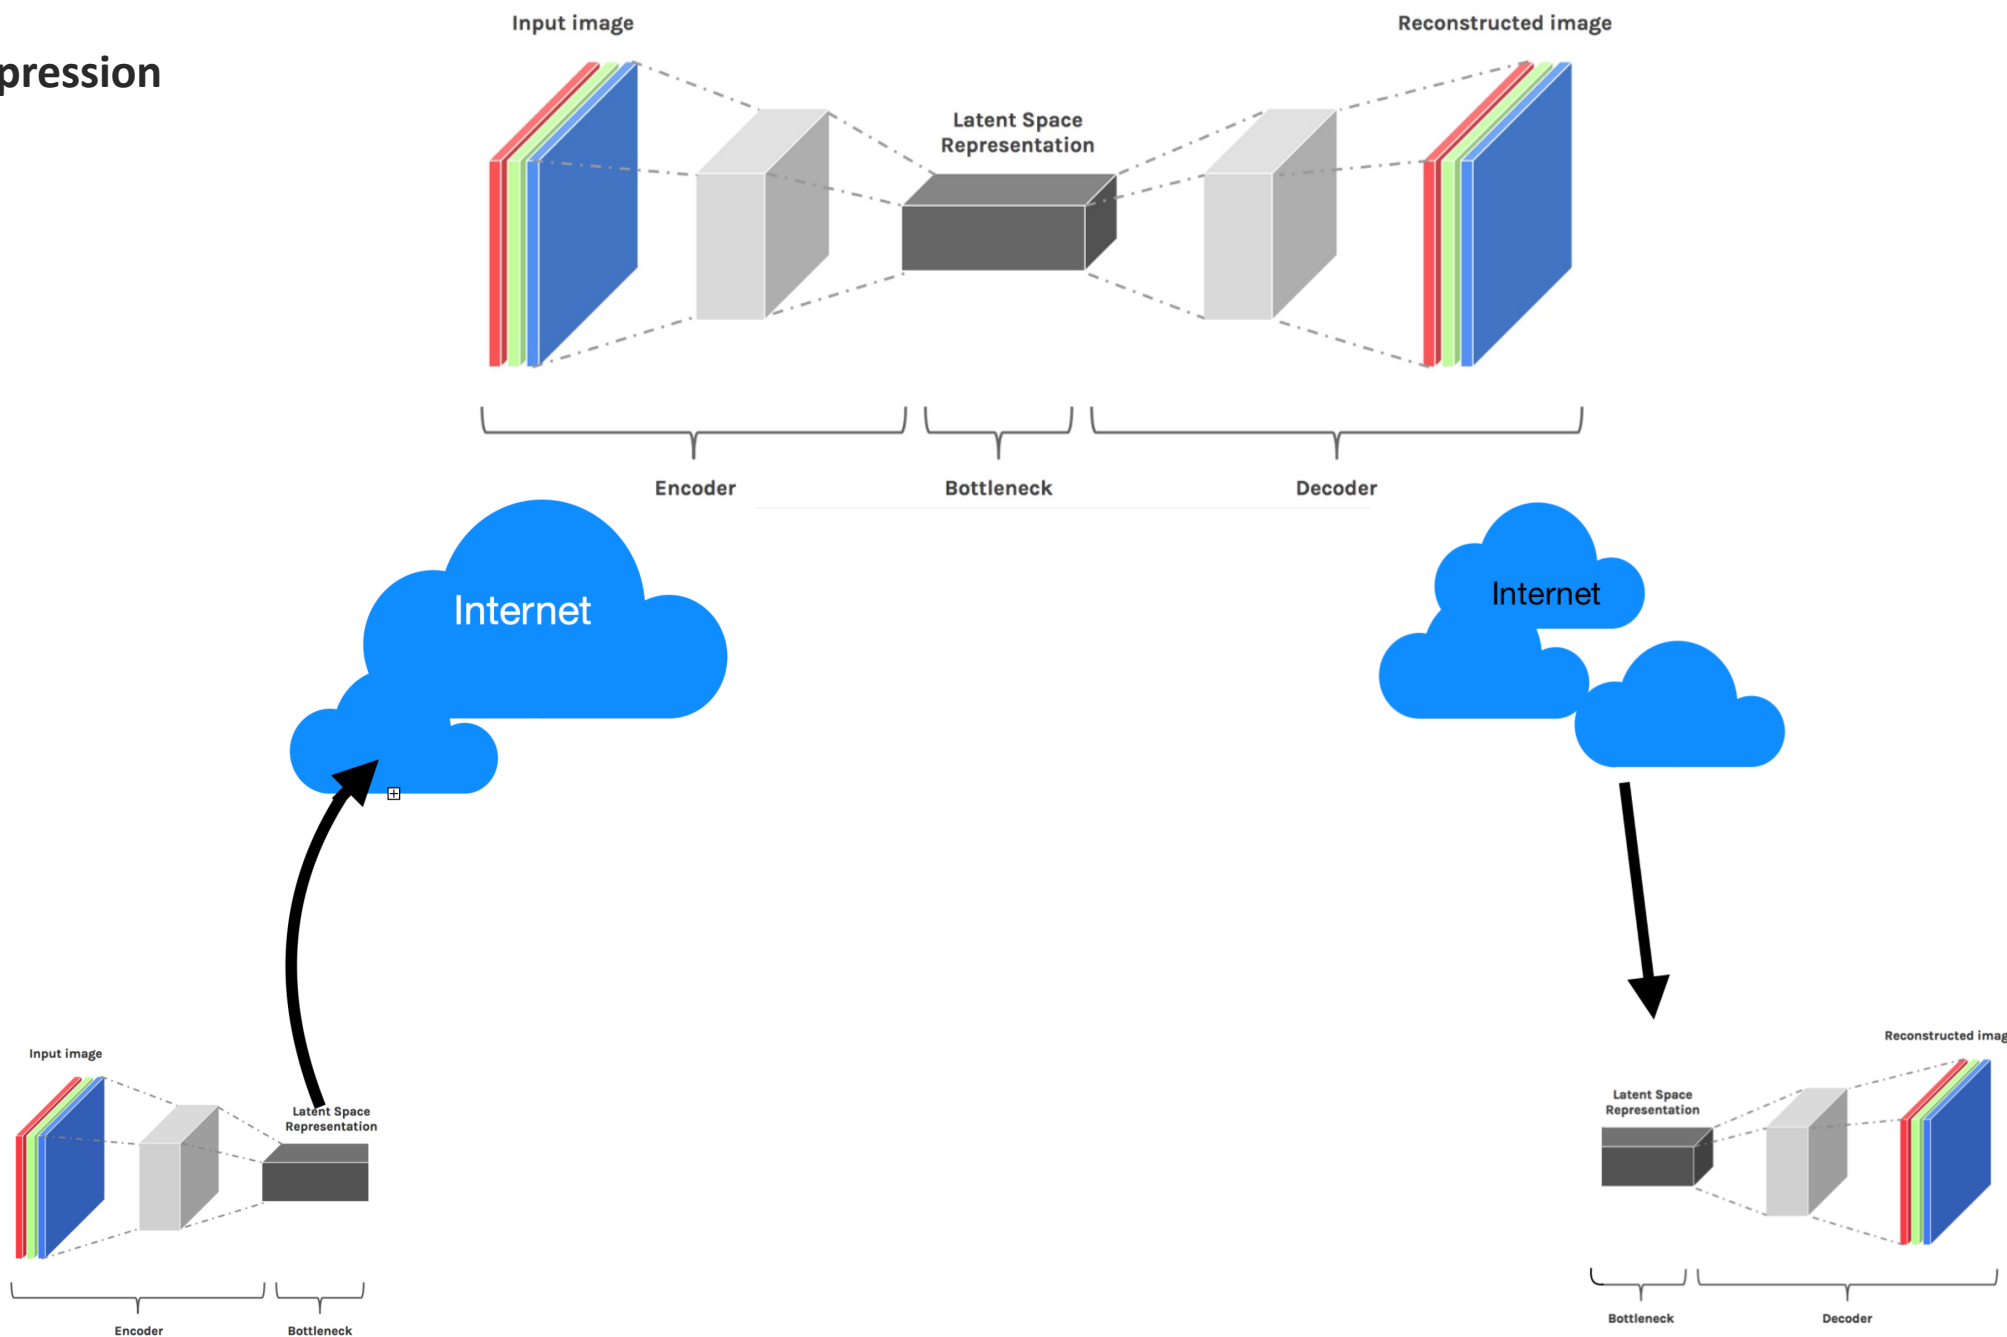 Input image
Reconstructed image
pression
Latent Space
Representation
Encoder
Bottleneck
Decoder
Internet
Internet
Input image
Latent Space
Representation
Encoder
Bottleneck
Reconstructed imag
Latent Space
Representation
Bottleneck
Decoder